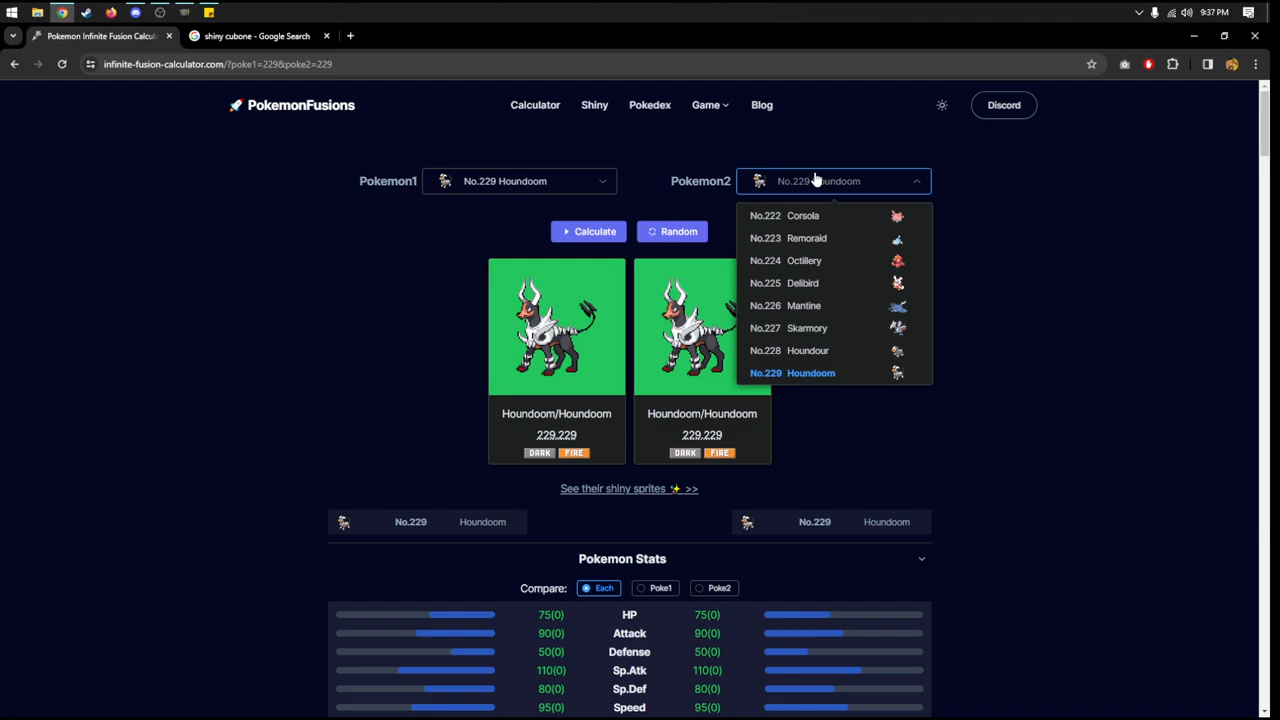 9:37 PM
Pokemon Infinite Fusion Calcula
shiny cubone - Google Search
infinite-fusion-calculator.com/?poke1=229&poke2=229
PokemonFusions
Calculator
Shiny
Pokedex
Game
Blog
Discord
Pokemon1
No.229 Houndoom
Pokemon2
No.229 Houndoom
Calculate
Random
No.222 Corsola
No.223 Remoraid
No.224 Octillery
No.225 Delibird
No.226 Mantine
No.227 Skarmory
No.228 Houndour
No.229 Houndoom
Houndoom/Houndoom
229.229
DARK FIRE
Houndoom/Houndoom
229.229
DARK FIRE
See their shiny sprites ✨ >>
No.229 Houndoom
No.229 Houndoom
Pokemon Stats
Compare: Each Poke1 Poke2
75(0) HP 75(0)
90(0) Attack 90(0)
50(0) Defense 50(0)
110(0) Sp.Atk 110(0)
80(0) Sp.Def 80(0)
95(0) Speed 95(0)